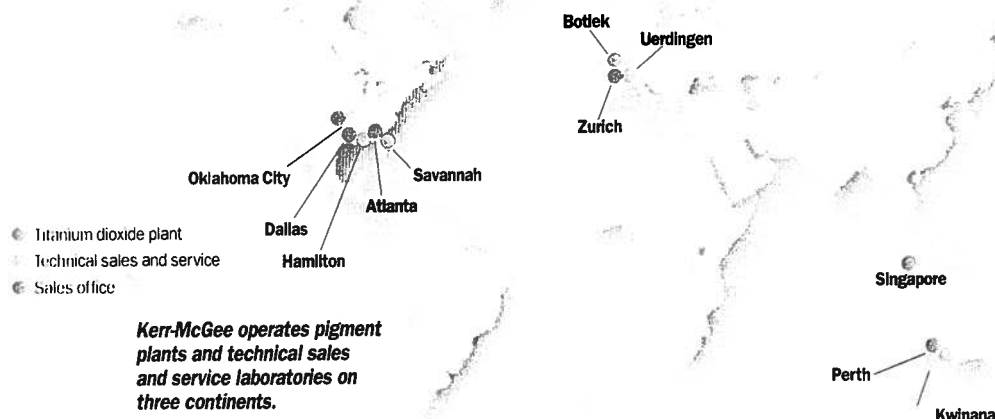 Botlek
Uerdingen
Zurich
Oklahoma City
Savannah
Atlanta
Dallas
Hamilton
Titanium dioxide plant
Technical sales and service
Sales office
Singapore
Perth
Kwinana
Kerr-McGee operates pigment
plants and technical sales
and service laboratories on
three continents.